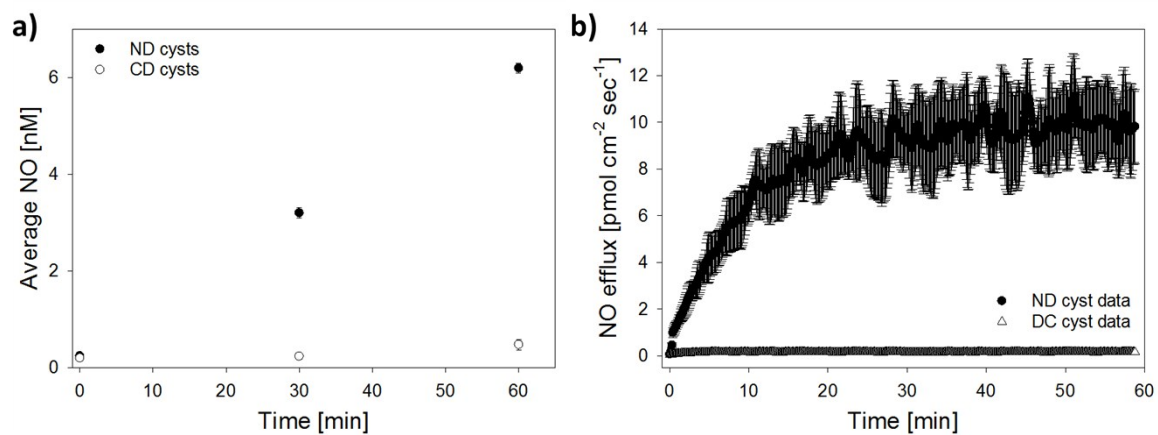 a)
ND cysts
CD cysts
Average NO [nM]
6
4
2
0
0 10 20 30 40 50 60
Time [min]
b)
NO efflux [pmol cm⁻² sec⁻¹]
14
12
10
8
6
4
2
0
ND cyst data
DC cyst data
0 10 20 30 40 50 60
Time [min]